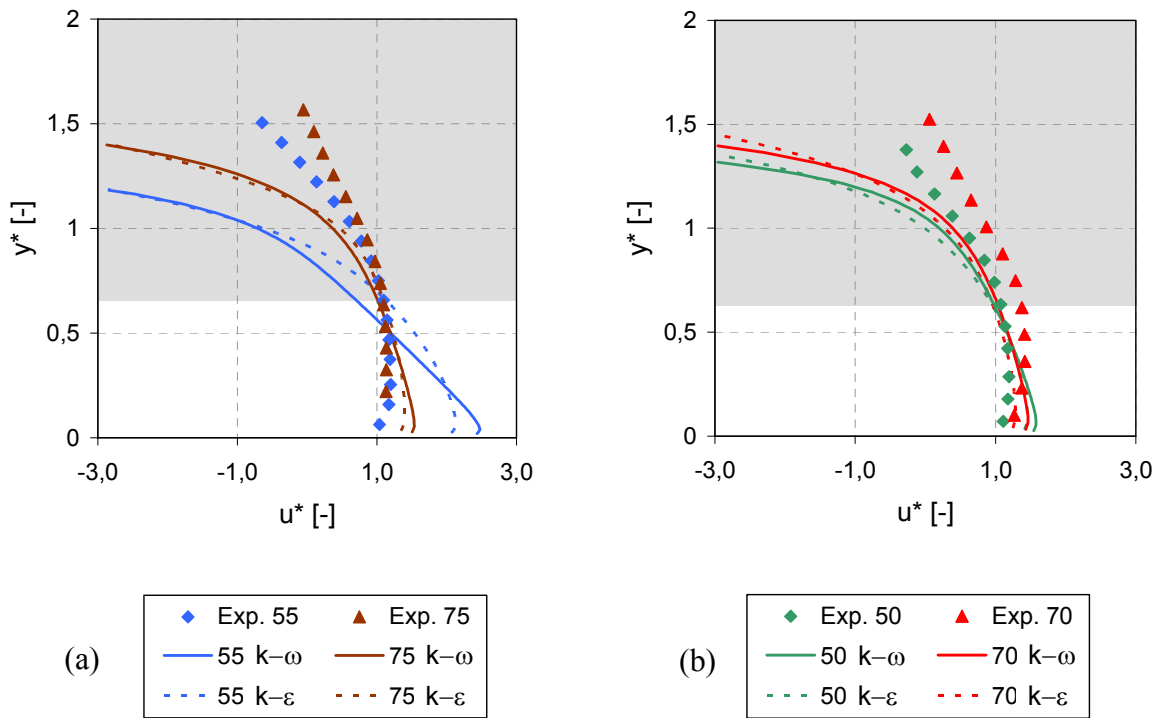 2
1,5
1
0,5
0
y* [-]
-3,0 -1,0 1,0 3,0
u* [-]
2
1,5
1
0,5
0
y* [-]
-3,0 -1,0 1,0 3,0
u* [-]
(a)
Exp. 55 Exp. 75
55 k–ω 75 k–ω
55 k–ε 75 k–ε
(b)
Exp. 50 Exp. 70
50 k–ω 70 k–ω
50 k–ε 70 k–ε